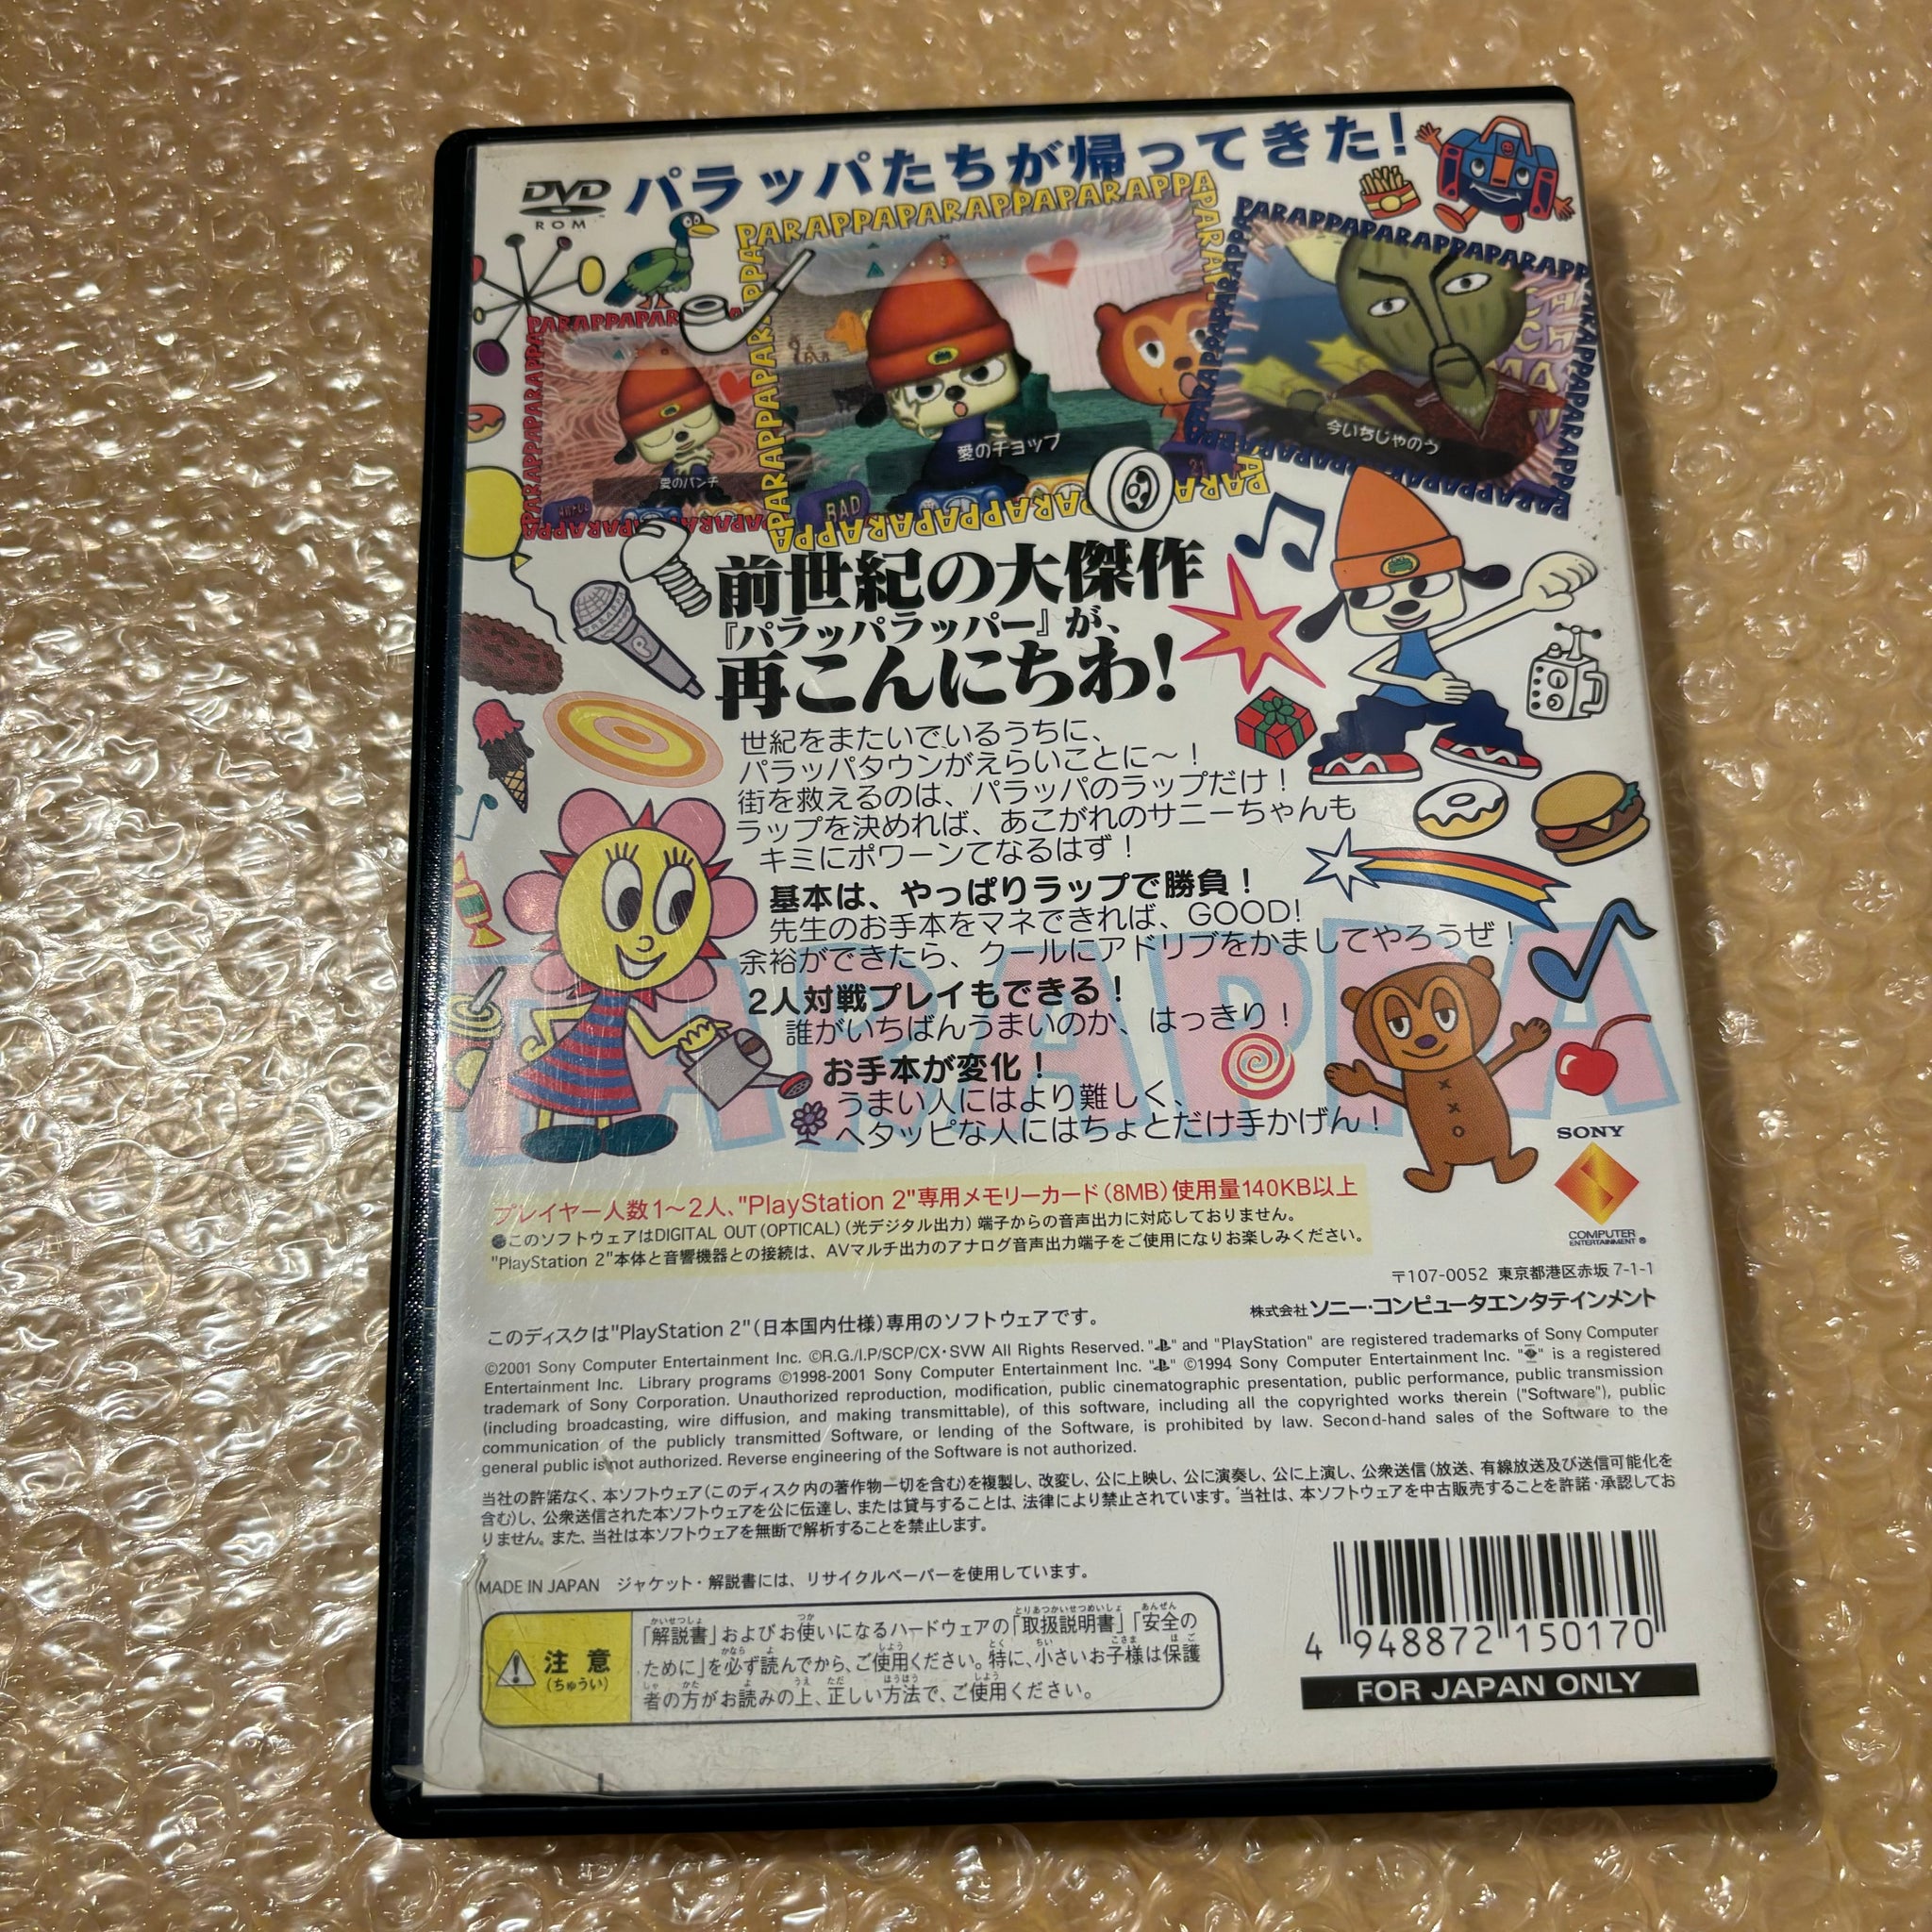 パラッパたちが帰ってきた!
DVD
ROM
PARAPPAPARAPPAPARAPPA
PARAPPAPARAPPAPARAPP
愛のパンチ
愛のチョップ
BAD
今いちじゃのう
前世紀の大傑作
『パラッパラッパー』が、
再こんにちわ!
世紀をまたいでいるうちに、
パラッパタウンがえらいことに〜!
街を救えるのは、パラッパのラップだけ!
ラップを決めれば、あこがれのサニーちゃんも
キミにポワーンてなるはず!
基本は、やっぱりラップで勝負!
先生のお手本をマネできれば、GOOD!
余裕ができたら、クールにアドリブをかましてやろうぜ!
2人対戦プレイもできる!
誰がいちばんうまいのか、はっきり!
お手本が変化!
うまい人にはより難しく、
ヘタッピな人にはちょとだけ手かげん!
PARAPPA
SONY
COMPUTER
ENTERTAINMENT®
プレイヤー人数1〜2人、"PlayStation 2"専用メモリーカード(8MB)使用量140KB以上
●このソフトウェアはDIGITAL OUT(OPTICAL)(光デジタル出力)端子からの音声出力に対応しておりません。
"PlayStation 2"本体と音響機器との接続は、AVマルチ出力のアナログ音声出力端子をご使用になりお楽しみください。
〒107-0052 東京都港区赤坂7-1-1
株式会社ソニー・コンピュータエンタテインメント
このディスクは"PlayStation 2"(日本国内仕様)専用のソフトウェアです。
©2001 Sony Computer Entertainment Inc. ©R.G./I.P/SCP/CX・SVW All Rights Reserved. " " and "PlayStation" are registered trademarks of Sony Computer
Entertainment Inc. Library programs ©1998-2001 Sony Computer Entertainment Inc. " " ©1994 Sony Computer Entertainment Inc. " " is a registered
trademark of Sony Corporation. Unauthorized reproduction, modification, public cinematographic presentation, public performance, public transmission
(including broadcasting, wire diffusion, and making transmittable), of this software, including all the copyrighted works therein ("Software"), public
communication of the publicly transmitted Software, or lending of the Software, is prohibited by law. Second-hand sales of the Software to the
general public is not authorized. Reverse engineering of the Software is not authorized.
当社の許諾なく、本ソフトウェア(このディスク内の著作物一切を含む)を複製し、改変し、公に上映し、公に演奏し、公に上演し、公衆送信(放送、有線放送及び送信可能化を
含む)し、公衆送信された本ソフトウェアを公に伝達し、または貸与することは、法律により禁止されています。当社は、本ソフトウェアを中古販売することを許諾・承認してお
りません。また、当社は本ソフトウェアを無断で解析することを禁止します。
MADE IN JAPAN ジャケット・解説書には、リサイクルペーパーを使用しています。
注意
(ちゅうい)
「解説書」およびお使いになるハードウェアの「取扱説明書」「安全の
ために」を必ず読んでから、ご使用ください。特に、小さいお子様は保護
者の方がお読みの上、正しい方法で、ご使用ください。
4 948872 150170
FOR JAPAN ONLY